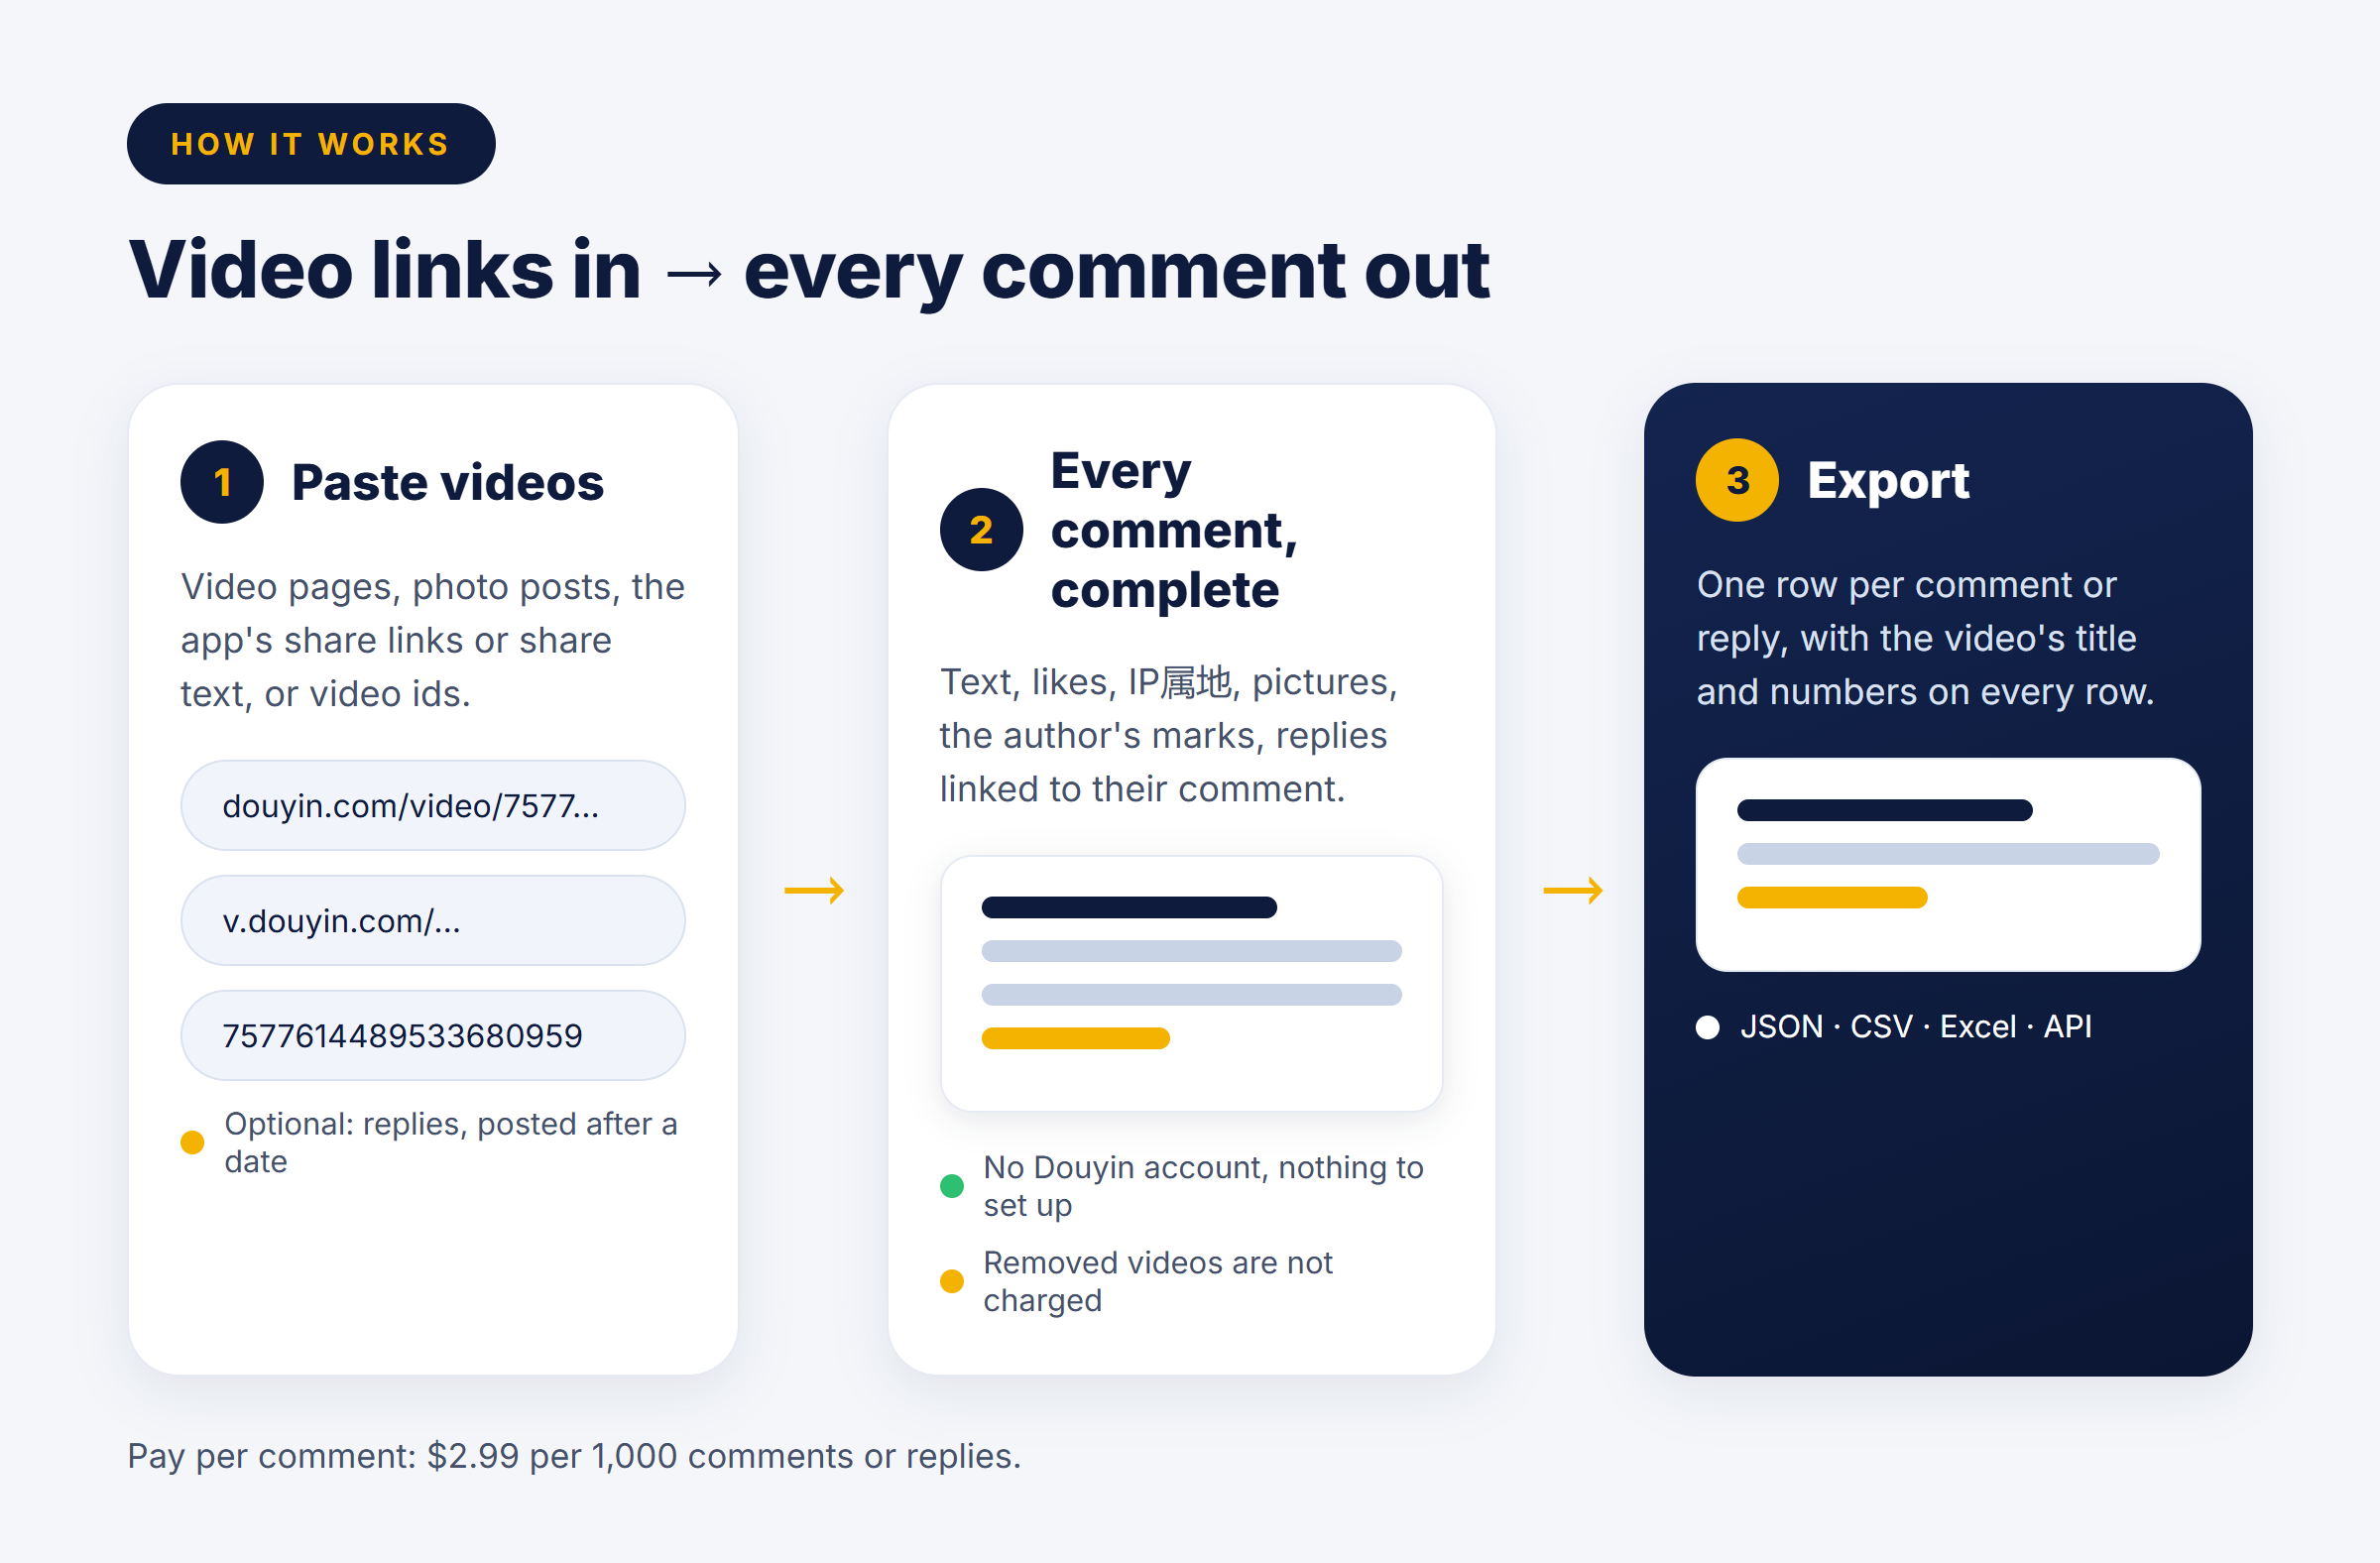 HOW IT WORKS
Video links in → every comment out
1
Paste videos
Video pages, photo posts, the
app's share links or share
text, or video ids.
douyin.com/video/7577...
v.douyin.com/...
7577614489533680959
Optional: replies, posted after a
date
→
2
Every
comment,
complete
Text, likes, IP属地, pictures,
the author's marks, replies
linked to their comment.
No Douyin account, nothing to
set up
Removed videos are not
charged
→
3
Export
One row per comment or
reply, with the video's title
and numbers on every row.
JSON · CSV · Excel · API
Pay per comment: $2.99 per 1,000 comments or replies.